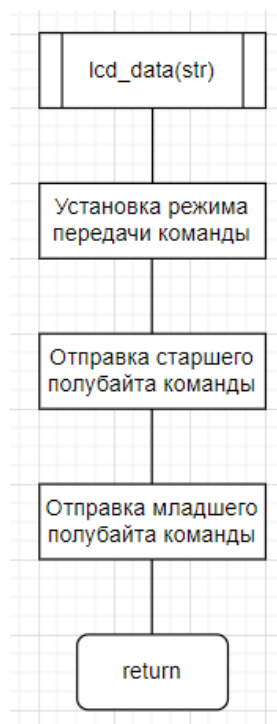 lcd_data(str)
Установка режима
передачи команды
Отправка старшего
полубайта команды
Отправка младшего
полубайта команды
return